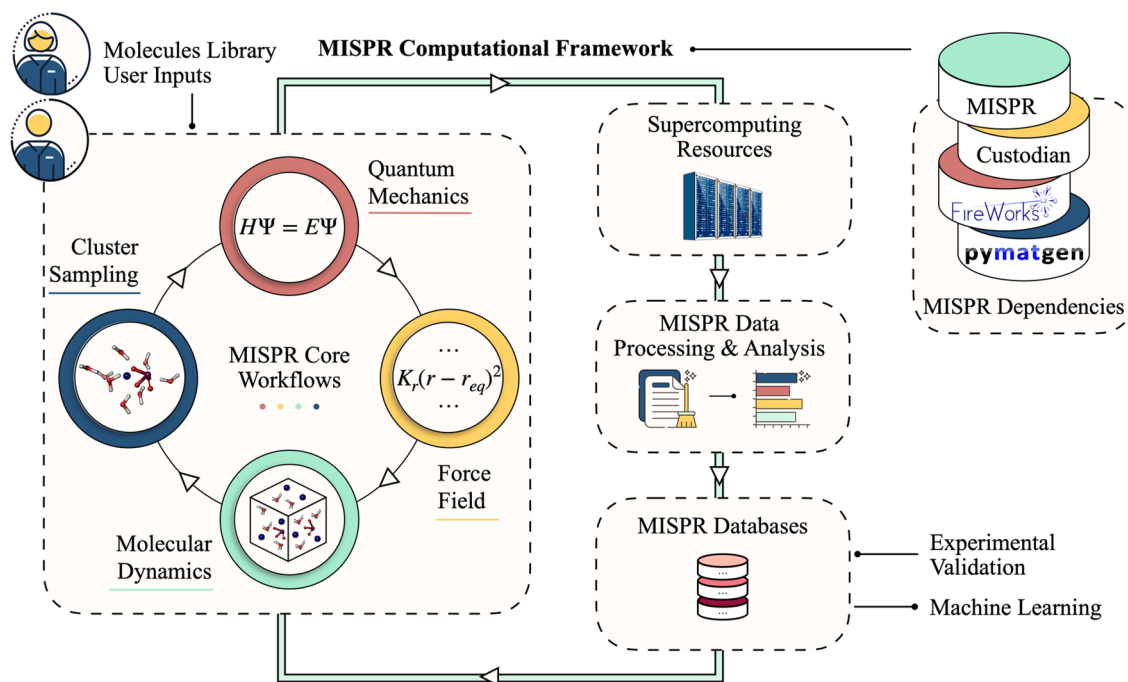 Molecules Library
User Inputs
MISPR Computational Framework
Quantum
Mechanics
HΨ = EΨ
Cluster
Sampling
MISPR Core
Workflows
...
K_r(r − r_{eq})^2
...
Force
Field
Molecular
Dynamics
Supercomputing
Resources
MISPR Data
Processing & Analysis
MISPR Databases
...
...
...
Experimental
Validation
Machine Learning
MISPR
Custodian
FireWorks
pymatgen
MISPR Dependencies